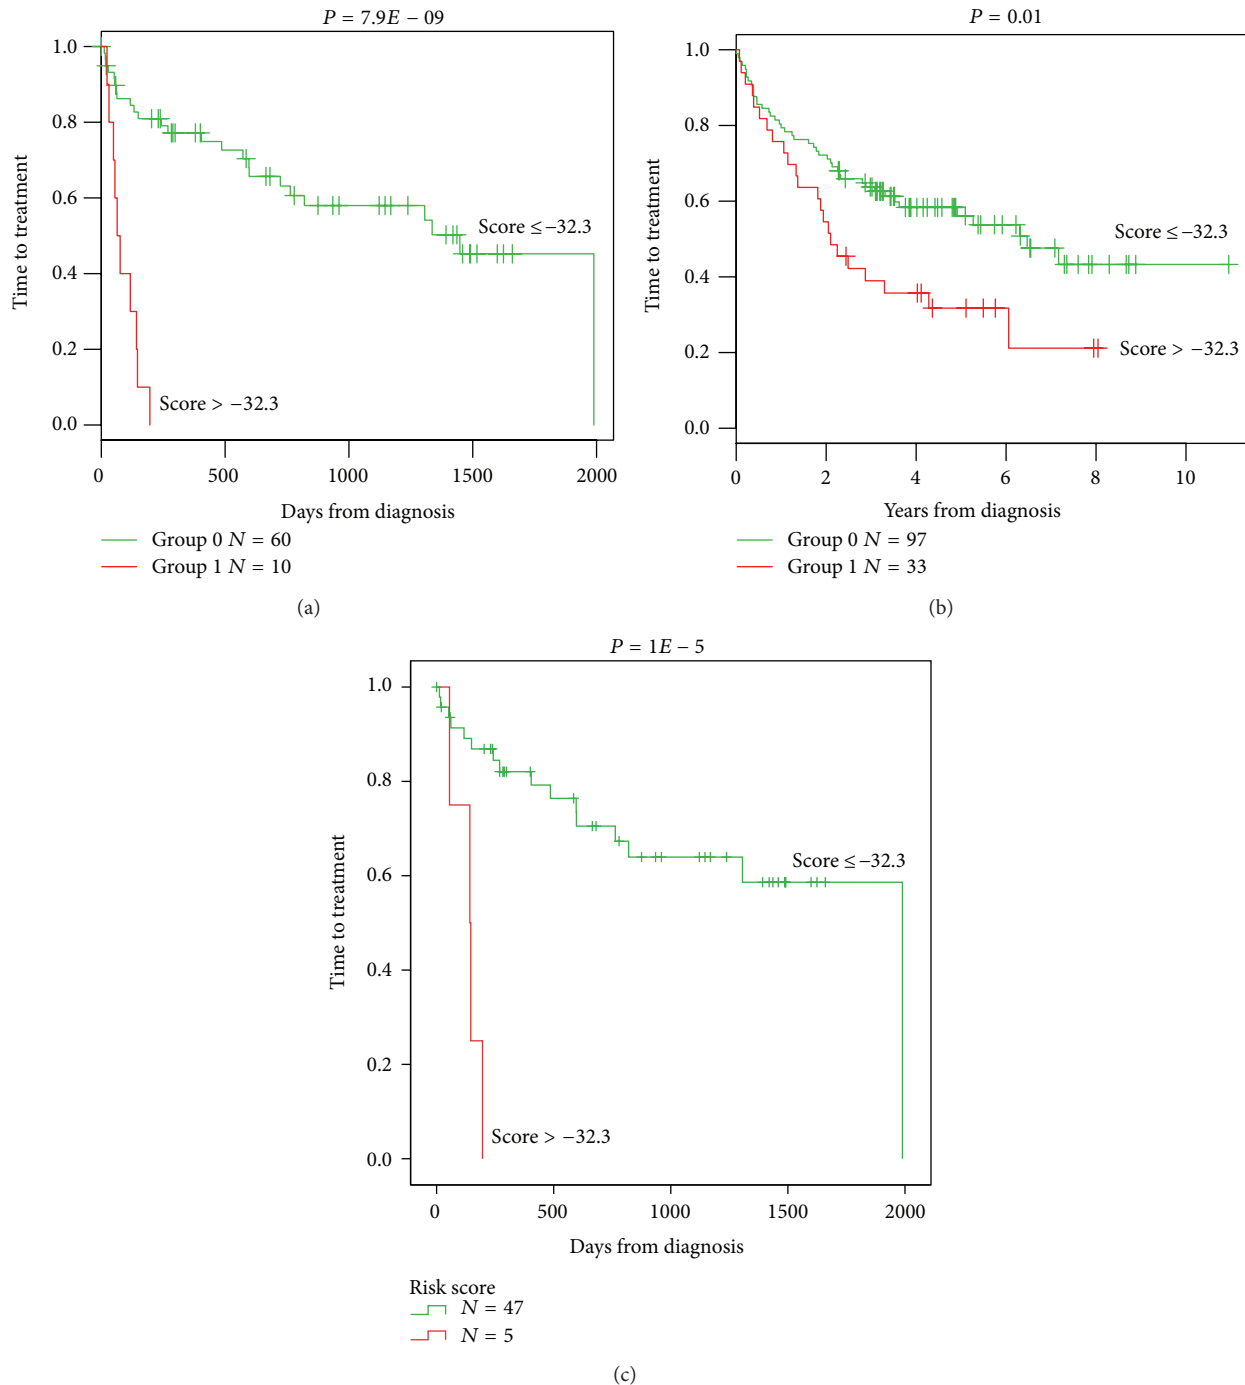 P = 7.9E − 09
1.0
0.8
0.6
0.4
0.2
0.0
Time to treatment
Score ≤ −32.3
Score > −32.3
0 500 1000 1500 2000
Days from diagnosis
Group 0 N = 60
Group 1 N = 10
(a)
P = 0.01
1.0
0.8
0.6
0.4
0.2
0.0
Time to treatment
Score ≤ −32.3
Score > −32.3
0 2 4 6 8 10
Years from diagnosis
Group 0 N = 97
Group 1 N = 33
(b)
P = 1E − 5
1.0
0.8
0.6
0.4
0.2
0.0
Time to treatment
Score ≤ −32.3
Score > −32.3
0 500 1000 1500 2000
Days from diagnosis
Risk score
N = 47
N = 5
(c)